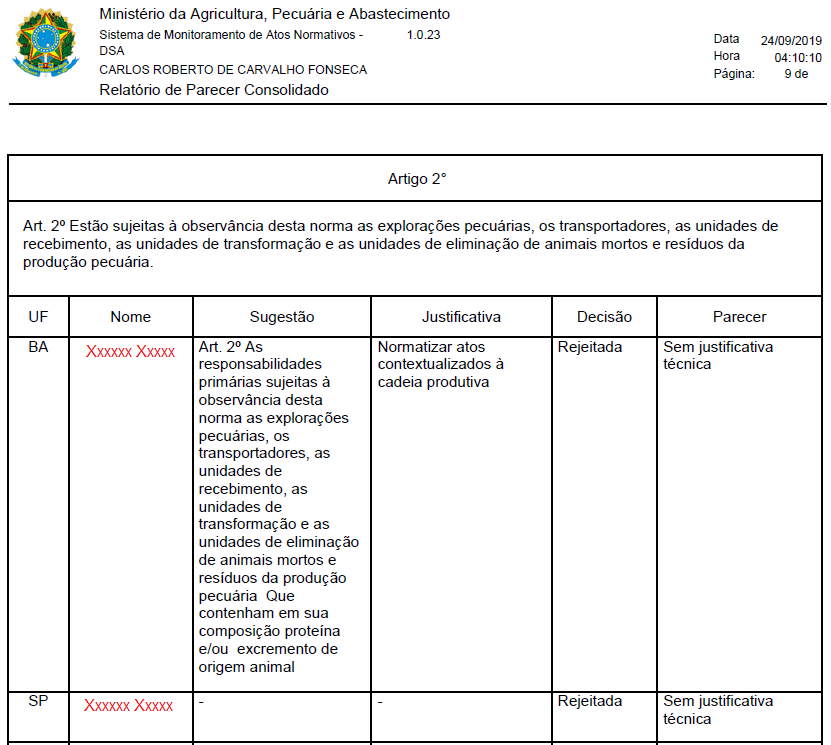 Ministério da Agricultura, Pecuária e Abastecimento
Sistema de Monitoramento de Atos Normativos - 1.0.23
DSA
CARLOS ROBERTO DE CARVALHO FONSECA
Relatório de Parecer Consolidado
Data 24/09/2019
Hora 04:10:10
Página: 9 de
Artigo 2°
Art. 2º Estão sujeitas à observância desta norma as explorações pecuárias, os transportadores, as unidades de
recebimento, as unidades de transformação e as unidades de eliminação de animais mortos e resíduos da
produção pecuária.
UF Nome Sugestão Justificativa Decisão Parecer
BA
Xxxxxx Xxxxx
Art. 2º As
responsabilidades
primárias sujeitas à
observância desta
norma as explorações
pecuárias, os
transportadores, as
unidades de
recebimento, as
unidades de
transformação e as
unidades de eliminação
de animais mortos e
resíduos da produção
pecuária  Que
contenham em sua
composição proteína
e/ou  excremento de
origem animal
Normatizar atos
contextualizados à
cadeia produtiva
Rejeitada
Sem justificativa
técnica
SP
Xxxxxx Xxxxx
-
-
Rejeitada
Sem justificativa
técnica